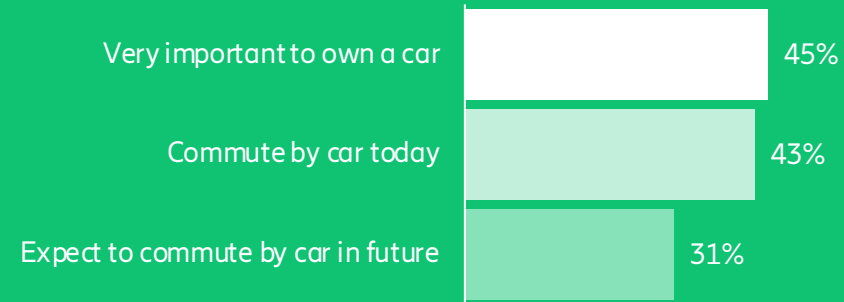 Very important to own a car 45%
Commute by car today 43%
Expect to commute by car in future 31%